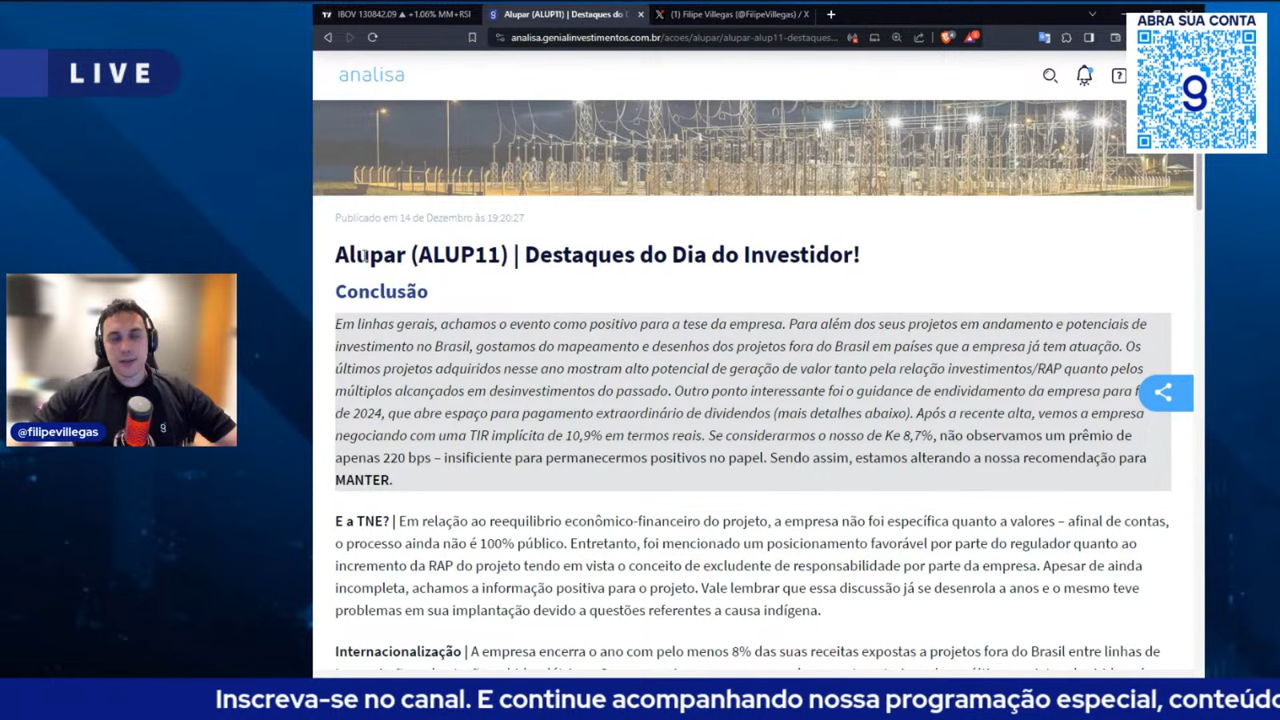 ABRA SUA CONTA
LIVE
IBOV 130842.09 ▲ +1.06% MM+RSI
Alupar (ALUP11) | Destaques do
(1) Filipe Villegas (@FilipeVillegas) / X
analisa.genialinvestimentos.com.br/acoes/alupar/alupar-alup11-destaques...
analisa
Publicado em 14 de Dezembro às 19:20:27
Alupar (ALUP11) | Destaques do Dia do Investidor!
Conclusão
Em linhas gerais, achamos o evento como positivo para a tese da empresa. Para além dos seus projetos em andamento e potenciais de
investimento no Brasil, gostamos do mapeamento e desenhos dos projetos fora do Brasil em países que a empresa já tem atuação. Os
últimos projetos adquiridos nesse ano mostram alto potencial de geração de valor tanto pela relação investimentos/RAP quanto pelos
múltiplos alcançados em desinvestimentos do passado. Outro ponto interessante foi o guidance de endividamento da empresa para
de 2024, que abre espaço para pagamento extraordinário de dividendos (mais detalhes abaixo). Após a recente alta, vemos a empresa
negociando com uma TIR implícita de 10,9% em termos reais. Se considerarmos o nosso de Ke 8,7%, não observamos um prêmio de
apenas 220 bps – insificiente para permanecermos positivos no papel. Sendo assim, estamos alterando a nossa recomendação para
MANTER.
E a TNE? | Em relação ao reequilibrio econômico-financeiro do projeto, a empresa não foi específica quanto a valores – afinal de contas,
o processo ainda não é 100% público. Entretanto, foi mencionado um posicionamento favorável por parte do regulador quanto ao
incremento da RAP do projeto tendo em vista o conceito de excludente de responsabilidade por parte da empresa. Apesar de ainda
incompleta, achamos a informação positiva para o projeto. Vale lembrar que essa discussão já se desenrola a anos e o mesmo teve
problemas em sua implantação devido a questões referentes a causa indígena.
Internacionalização | A empresa encerra o ano com pelo menos 8% das suas receitas expostas a projetos fora do Brasil entre linhas de
@filipevillegas
Inscreva-se no canal. E continue acompanhando nossa programação especial, conteúdo